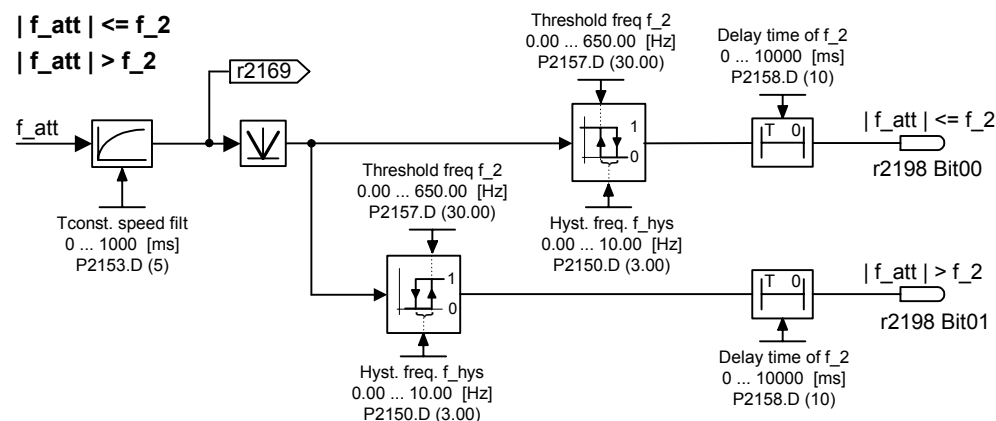 | f_att | <= f_2
| f_att | > f_2
r2169
Threshold freq f_2
0.00 ... 650.00 [Hz]
P2157.D (30.00)
Delay time of f_2
0 ... 10000 [ms]
P2158.D (10)
f_att
1
0
T 0
| f_att | <= f_2
r2198 Bit00
Tconst. speed filt
0 ... 1000 [ms]
P2153.D (5)
Threshold freq f_2
0.00 ... 650.00 [Hz]
P2157.D (30.00)
Hyst. freq. f_hys
0.00 ... 10.00 [Hz]
P2150.D (3.00)
1
0
T 0
| f_att | > f_2
r2198 Bit01
Hyst. freq. f_hys
0.00 ... 10.00 [Hz]
P2150.D (3.00)
Delay time of f_2
0 ... 10000 [ms]
P2158.D (10)